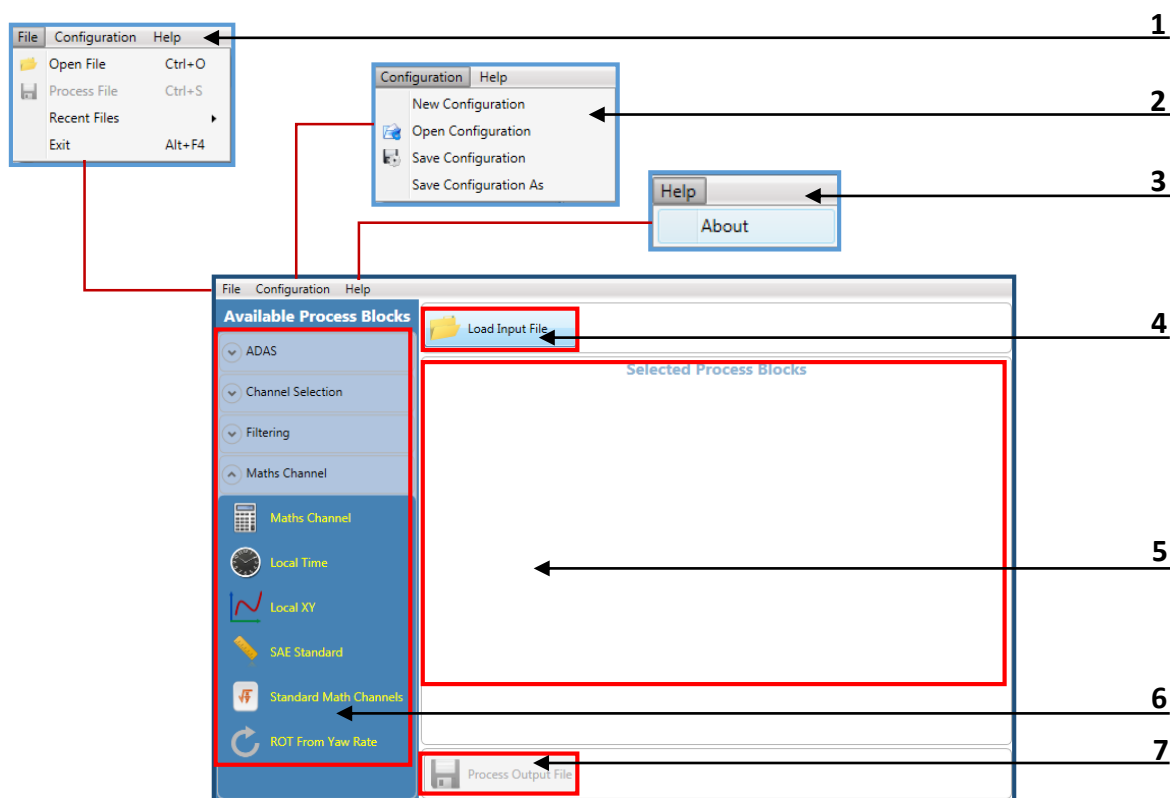 1
File Configuration Help
Open File Ctrl+O
Process File Ctrl+S
Recent Files
Exit Alt+F4
2
Configuration Help
New Configuration
Open Configuration
Save Configuration
Save Configuration As
3
Help
About
File Configuration Help
Available Process Blocks
ADAS
Channel Selection
Filtering
Maths Channel
Maths Channel
Local Time
Local XY
SAE Standard
Standard Math Channels
ROT From Yaw Rate
4
Load Input File
Selected Process Blocks
5
6
7
Process Output File